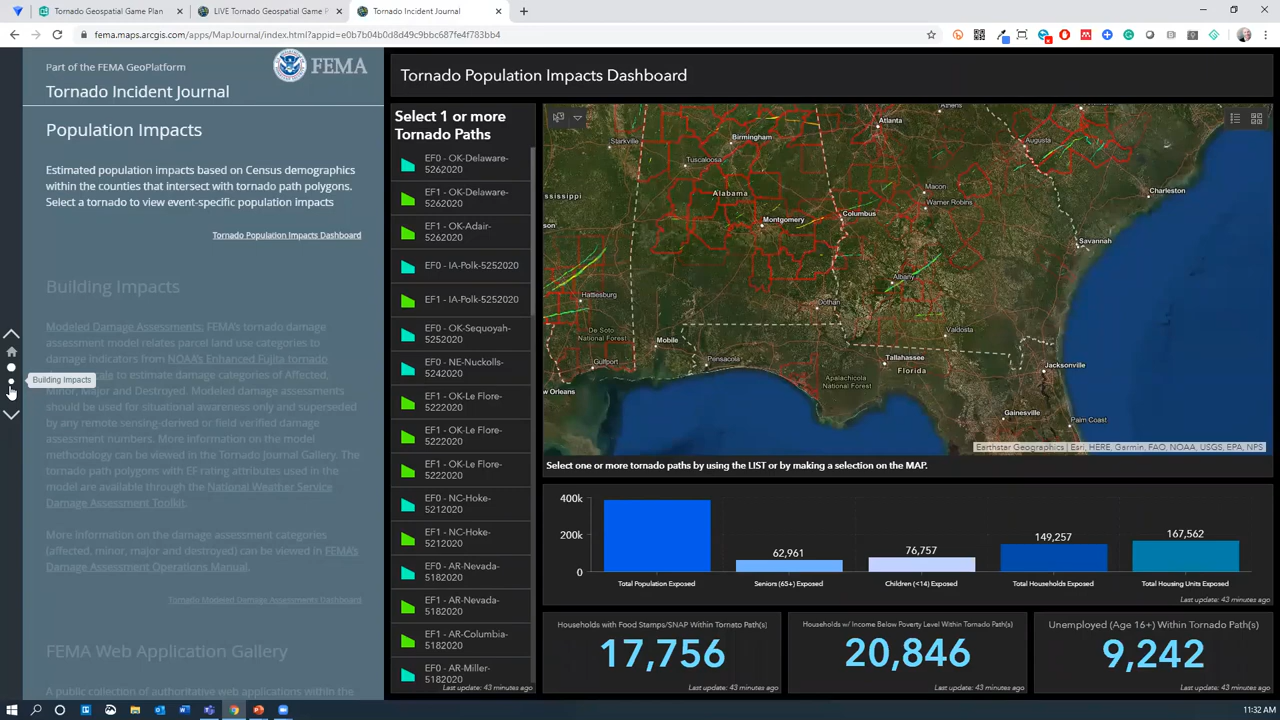 Tornado Geospatial Game Plan
LIVE Tornado Geospatial Game P
Tornado Incident Journal
fema.maps.arcgis.com/apps/MapJournal/index.html?appid=e0b7b04d0b8d4d49c9bbc687fe4f783bb4
Part of the FEMA GeoPlatform
FEMA
Tornado Incident Journal
Population Impacts
Estimated population impacts based on Census demographics
within the counties that intersect with tornado path polygons.
Select a tornado to view event-specific population impacts
Tornado Population Impacts Dashboard
Building Impacts
Modeled Damage Assessments: FEMA's tornado damage
assessment model relates parcel land use categories to
damage indicators from NOAA's Enhanced Fujita tornado
to estimate damage categories of Affected,
Minor, Major and Destroyed. Modeled damage assessments
should be used for situational awareness only and superseded
by any remote sensing-derived or field verified damage
assessment numbers. More information on the model
methodology can be viewed in the Tornado Journal Gallery. The
tornado path polygons with EF rating attributes used in the
model are available through the National Weather Service
Damage Assessment Toolkit.
More information on the damage assessment categories
(affected, minor, major and destroyed) can be viewed in FEMA's
Damage Assessment Operations Manual.
Tornado Modeled Damage Assessments Dashboard
FEMA Web Application Gallery
A public collection of authoritative web applications within the
Building Impacts
Tornado Population Impacts Dashboard
Select 1 or more
Tornado Paths
EF0 - OK-Delaware-
5262020
EF1 - OK-Delaware-
5262020
EF1 - OK-Adair-
5262020
EF0 - IA-Polk-5252020
EF1 - IA-Polk-5252020
EF0 - OK-Sequoyah-
5252020
EF0 - NE-Nuckolls-
5242020
EF1 - OK-Le Flore-
5222020
EF1 - OK-Le Flore-
5222020
EF1 - OK-Le Flore-
5222020
EF0 - NC-Hoke-
5212020
EF1 - NC-Hoke-
5212020
EF0 - AR-Nevada-
5182020
EF1 - AR-Nevada-
5182020
EF1 - AR-Columbia-
5182020
EF0 - AR-Miller-
5182020
Last update: 43 minutes ago
Athens
Atlanta
Starkville
Birmingham
Augusta
Tuscaloosa
Charleston
Macon
Alabama
Warner Robins
ssissippi
Columbus
Montgomery
son
Savannah
Albany
Hattiesburg
Dothan
De Soto
National Forest
Mobile
Valdosta
Gulfport
Pensacola
Tallahassee
Jacksonville
Florida
Apalachicola
National Forest
w Orleans
Gainesville
Palm Coast
Earthstar Geographics | Esri, HERE, Garmin, FAO, NOAA, USGS, EPA, NPS
Select one or more tornado paths by using the LIST or by making a selection on the MAP.
400k
200k
0
62,961
76,757
149,257
167,562
Total Population Exposed
Seniors (65+) Exposed
Children (<14) Exposed
Total Households Exposed
Total Housing Units Exposed
Last update: 43 minutes ago
Households with Food Stamps/SNAP Within Tornato Path(s)
17,756
Last update: 43 minutes ago
Households w/ Income Below Poverty Level Within Tornado Path(s)
20,846
Last update: 43 minutes ago
Unemployed (Age 16+) Within Tornado Path(s)
9,242
Last update: 43 minutes ago
11:32 AM